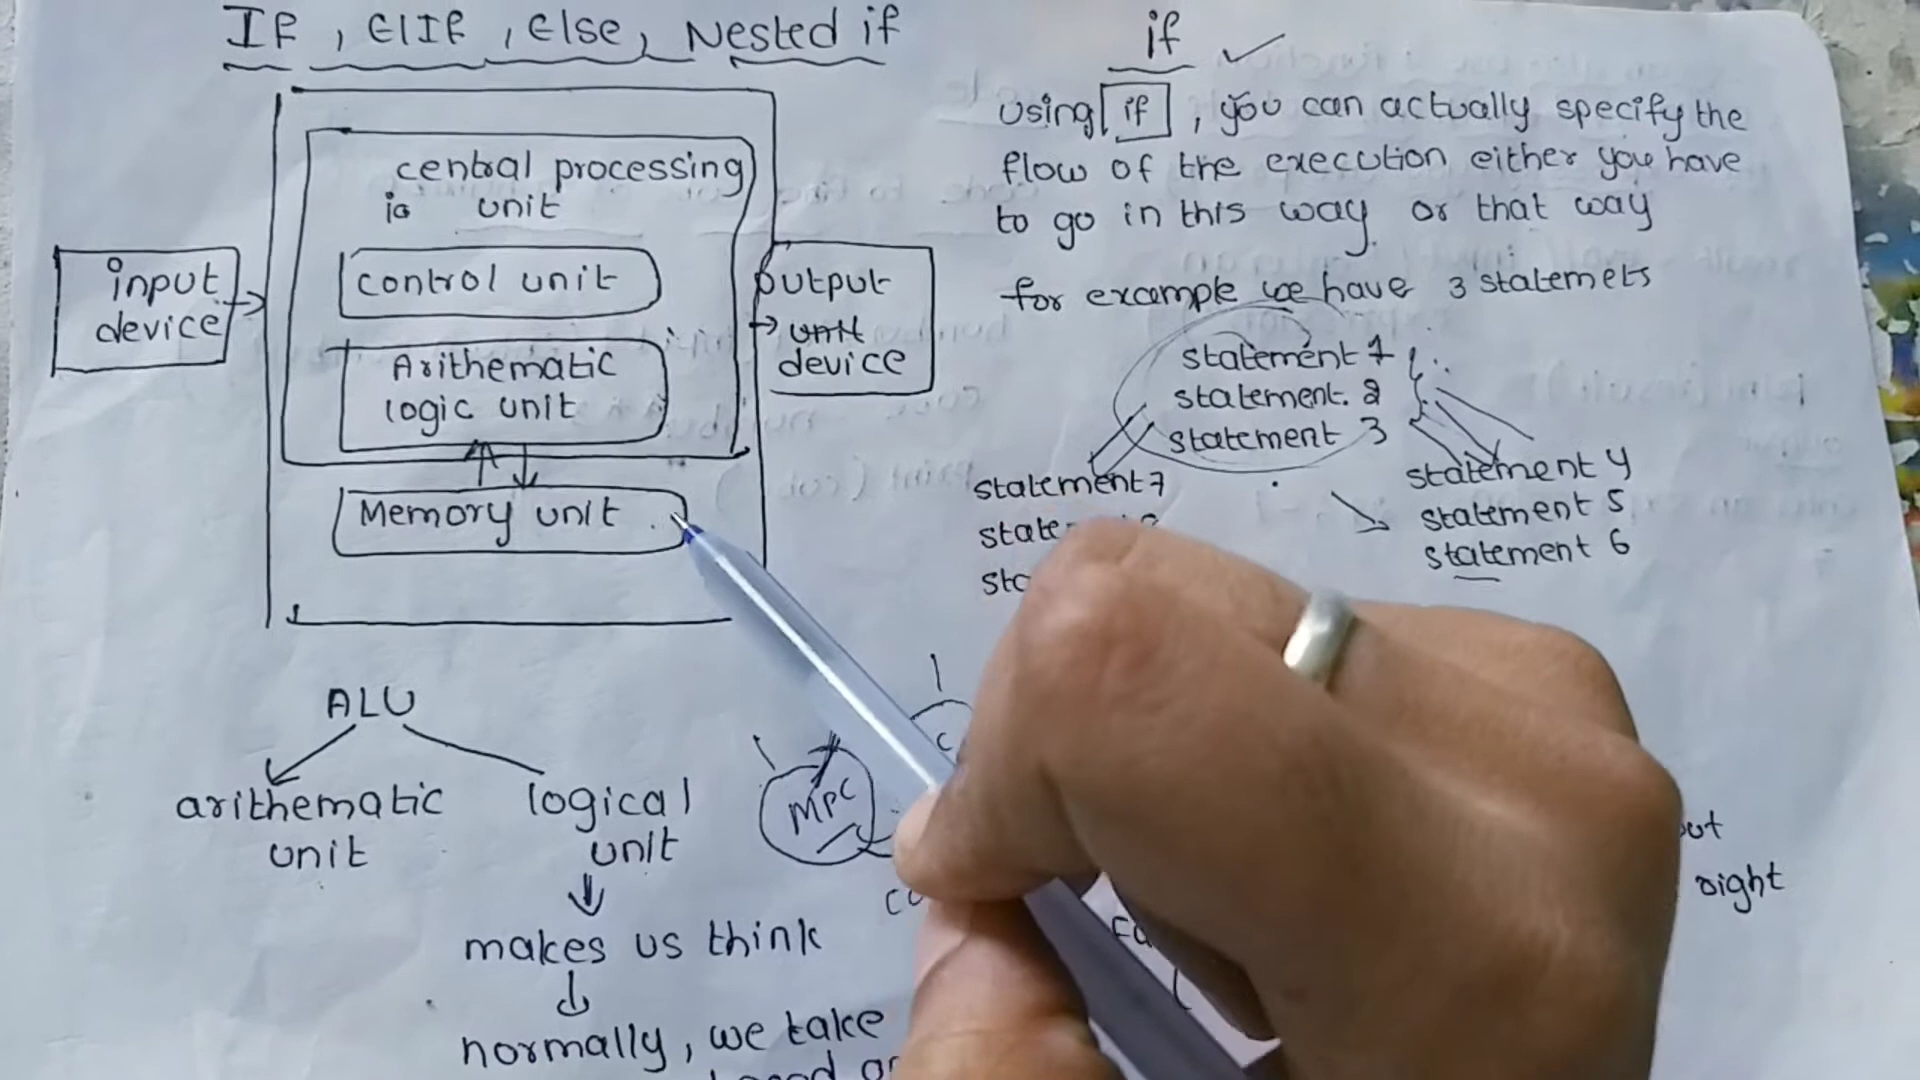 If, ElIf, Else, Nested if
central processing
unit
control unit
Arithematic
logic unit
Memory unit
input
device
output
unit
device
ALU
arithematic
unit
logical
unit
makes us think
normally, we take
MPC
if
using if, you can actually specify the
flow of the execution either you have
to go in this way or that way
for example we have 3 statemets
statement 1
statement. 2
statement 3
statement 7
statement 4
statement 5
statement 6
right